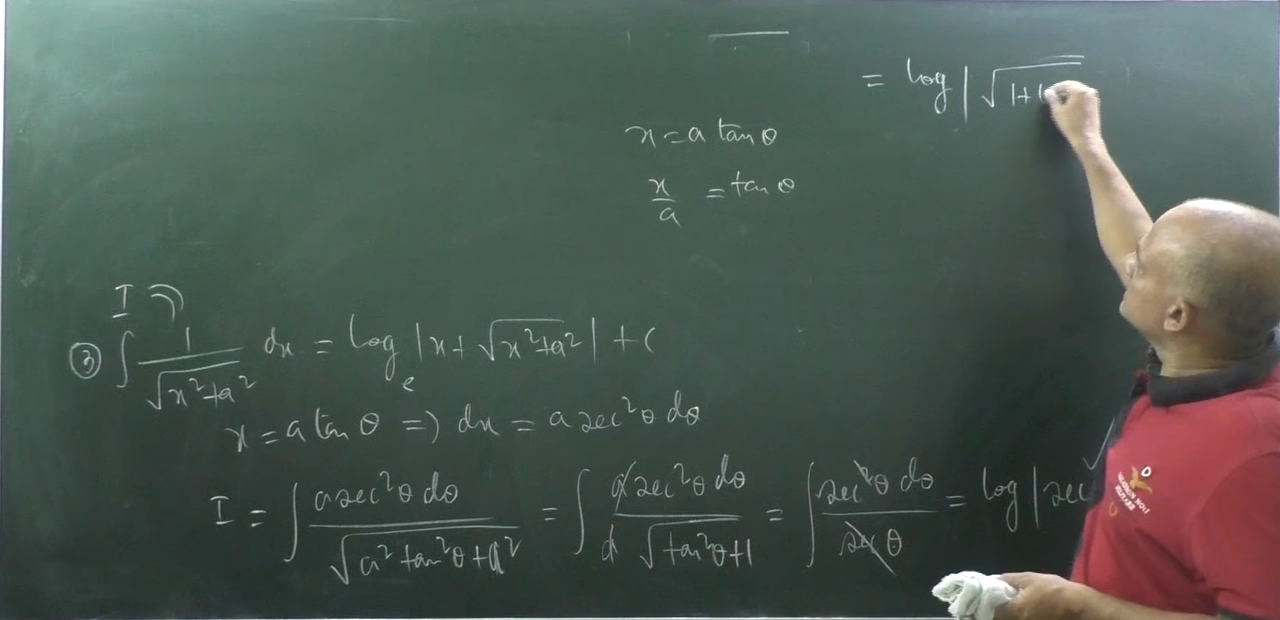 = log | √1+
x = a tan θ
x/a = tan θ
I
③ ∫ 1/√x²+a² dx = log_e |x + √x²+a²| + c
x = a tan θ ⇒ dx = a sec²θ dθ
I = ∫ a sec²θ dθ / √a² tan²θ + a² = ∫ a sec²θ dθ / a √tan²θ+1 = ∫ sec²θ dθ / sec θ = log | sec